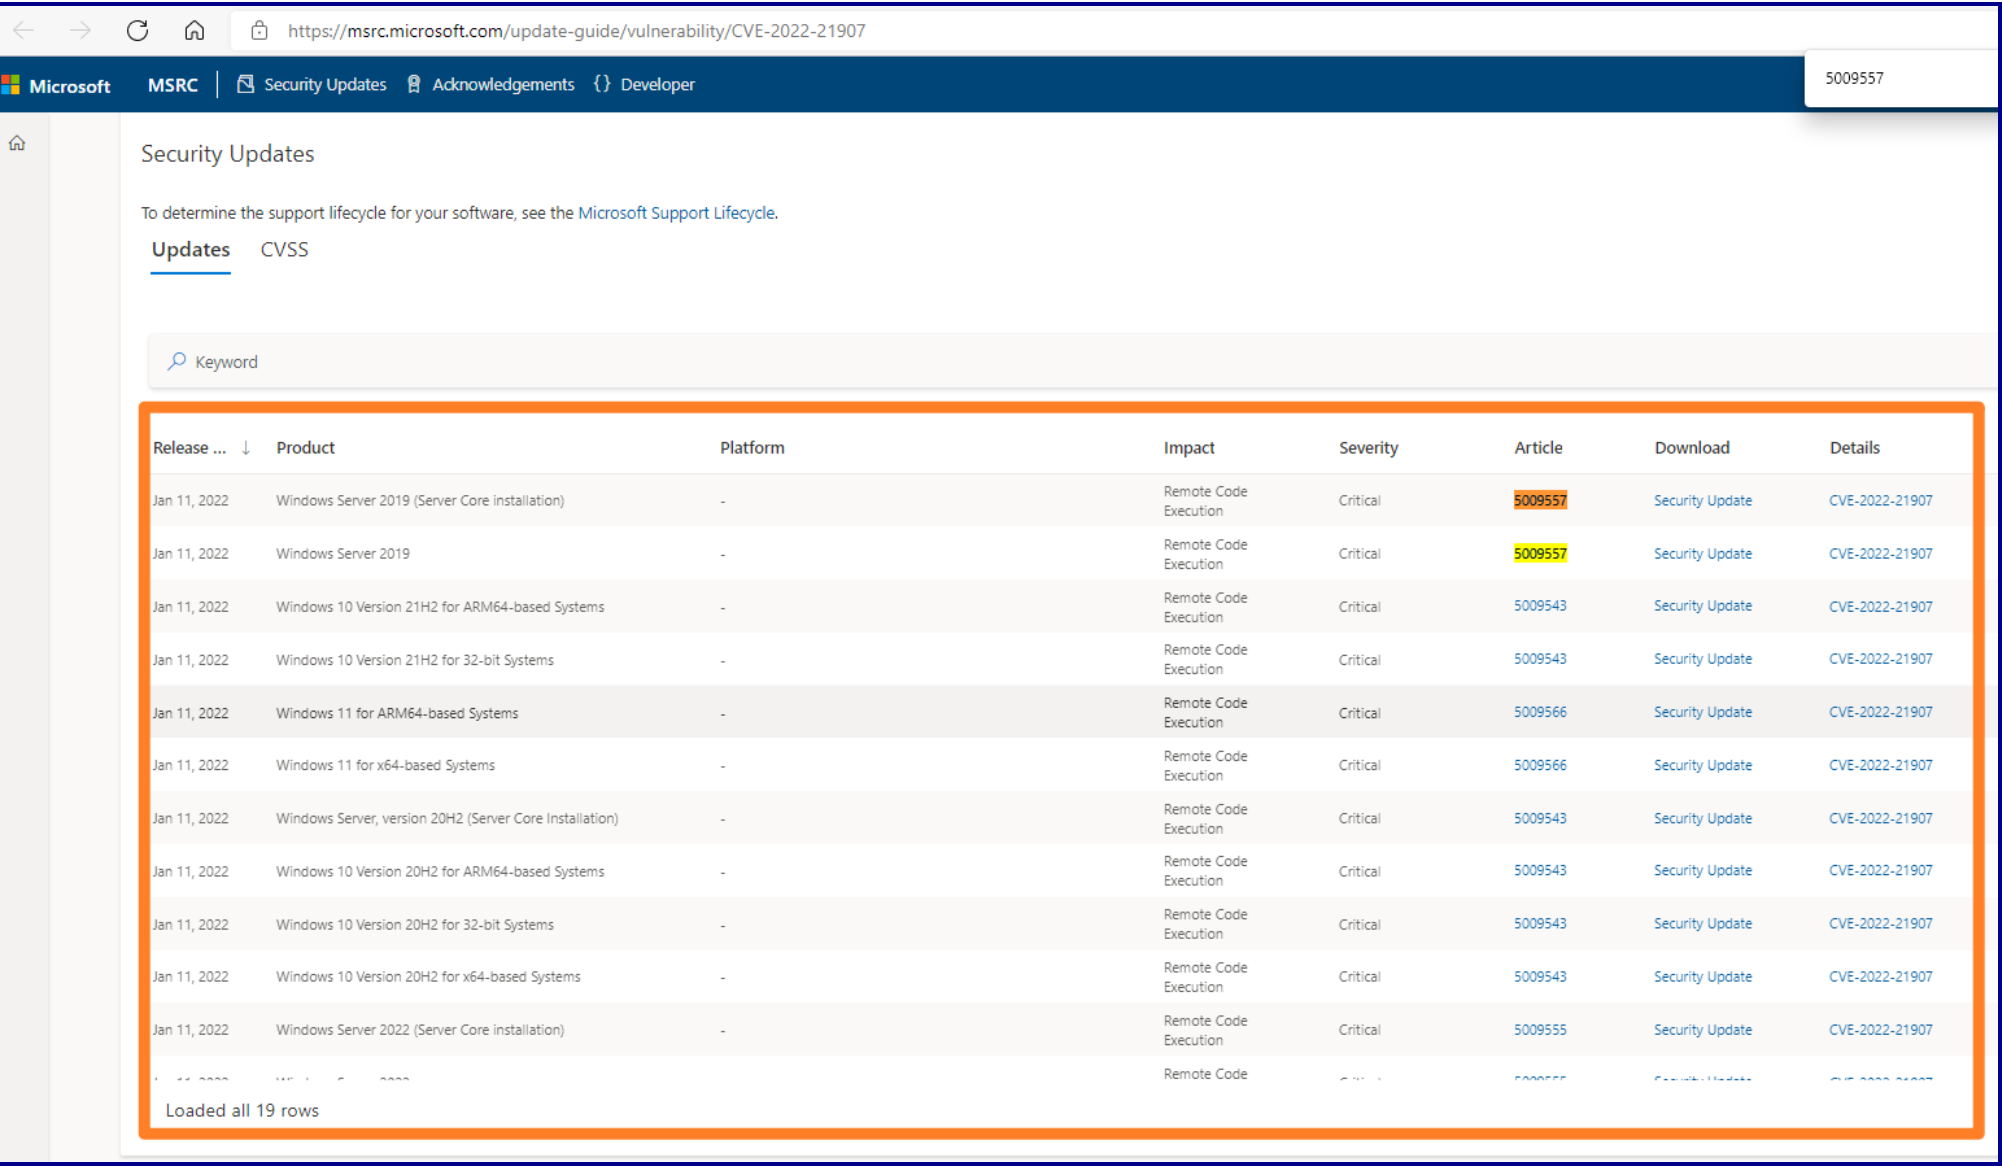 https://msrc.microsoft.com/update-guide/vulnerability/CVE-2022-21907
5009557
Microsoft MSRC Security Updates Acknowledgements {} Developer
Security Updates
To determine the support lifecycle for your software, see the Microsoft Support Lifecycle.
Updates CVSS
Keyword
Release ... ↓ Product Platform Impact Severity Article Download Details
Jan 11, 2022 Windows Server 2019 (Server Core installation) - Remote Code Execution Critical 5009557 Security Update CVE-2022-21907
Jan 11, 2022 Windows Server 2019 - Remote Code Execution Critical 5009557 Security Update CVE-2022-21907
Jan 11, 2022 Windows 10 Version 21H2 for ARM64-based Systems - Remote Code Execution Critical 5009543 Security Update CVE-2022-21907
Jan 11, 2022 Windows 10 Version 21H2 for 32-bit Systems - Remote Code Execution Critical 5009543 Security Update CVE-2022-21907
Jan 11, 2022 Windows 11 for ARM64-based Systems - Remote Code Execution Critical 5009566 Security Update CVE-2022-21907
Jan 11, 2022 Windows 11 for x64-based Systems - Remote Code Execution Critical 5009566 Security Update CVE-2022-21907
Jan 11, 2022 Windows Server, version 20H2 (Server Core Installation) - Remote Code Execution Critical 5009543 Security Update CVE-2022-21907
Jan 11, 2022 Windows 10 Version 20H2 for ARM64-based Systems - Remote Code Execution Critical 5009543 Security Update CVE-2022-21907
Jan 11, 2022 Windows 10 Version 20H2 for 32-bit Systems - Remote Code Execution Critical 5009543 Security Update CVE-2022-21907
Jan 11, 2022 Windows 10 Version 20H2 for x64-based Systems - Remote Code Execution Critical 5009543 Security Update CVE-2022-21907
Jan 11, 2022 Windows Server 2022 (Server Core installation) - Remote Code Execution Critical 5009555 Security Update CVE-2022-21907
Remote Code
Loaded all 19 rows